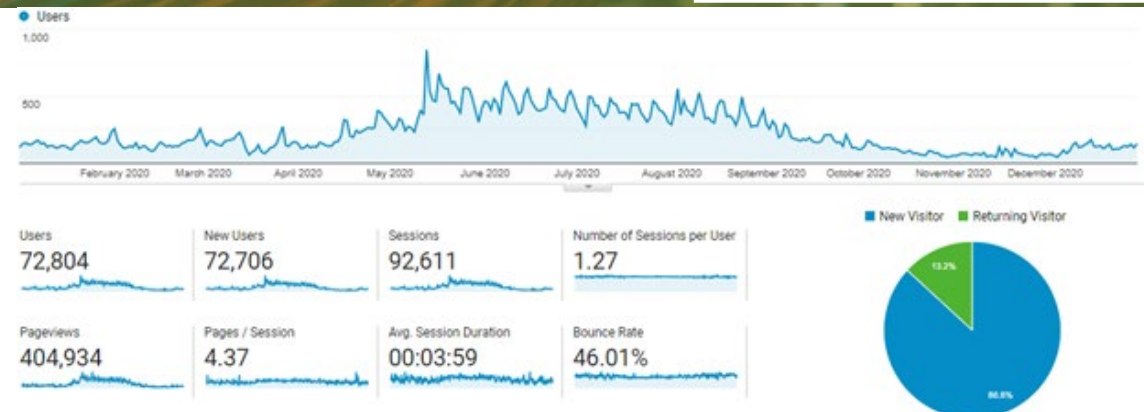 Users
1,000
500
February 2020 March 2020 April 2020 May 2020 June 2020 July 2020 August 2020 September 2020 October 2020 November 2020 December 2020
New Visitor Returning Visitor
Users New Users Sessions Number of Sessions per User
72,804 72,706 92,611 1.27
13.2%
Pageviews Pages / Session Avg. Session Duration Bounce Rate
404,934 4.37 00:03:59 46.01%
86.8%